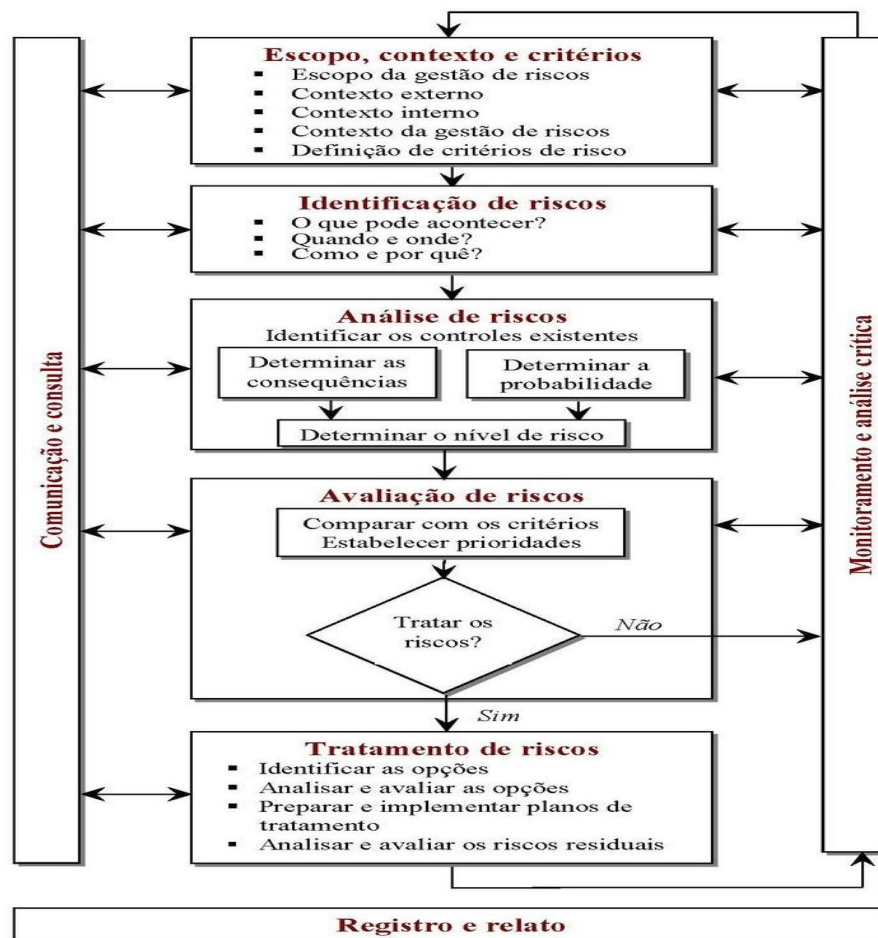 Escopo, contexto e critérios
▪ Escopo da gestão de riscos
▪ Contexto externo
▪ Contexto interno
▪ Contexto da gestão de riscos
▪ Definição de critérios de risco
Identificação de riscos
▪ O que pode acontecer?
▪ Quando e onde?
▪ Como e por quê?
Análise de riscos
Identificar os controles existentes
Determinar as
consequências
Determinar a
probabilidade
Determinar o nível de risco
Avaliação de riscos
Comparar com os critérios
Estabelecer prioridades
Tratar os
riscos?
Não
Sim
Tratamento de riscos
▪ Identificar as opções
▪ Analisar e avaliar as opções
▪ Preparar e implementar planos de
tratamento
▪ Analisar e avaliar os riscos residuais
Comunicação e consulta
Monitoramento e análise crítica
Registro e relato